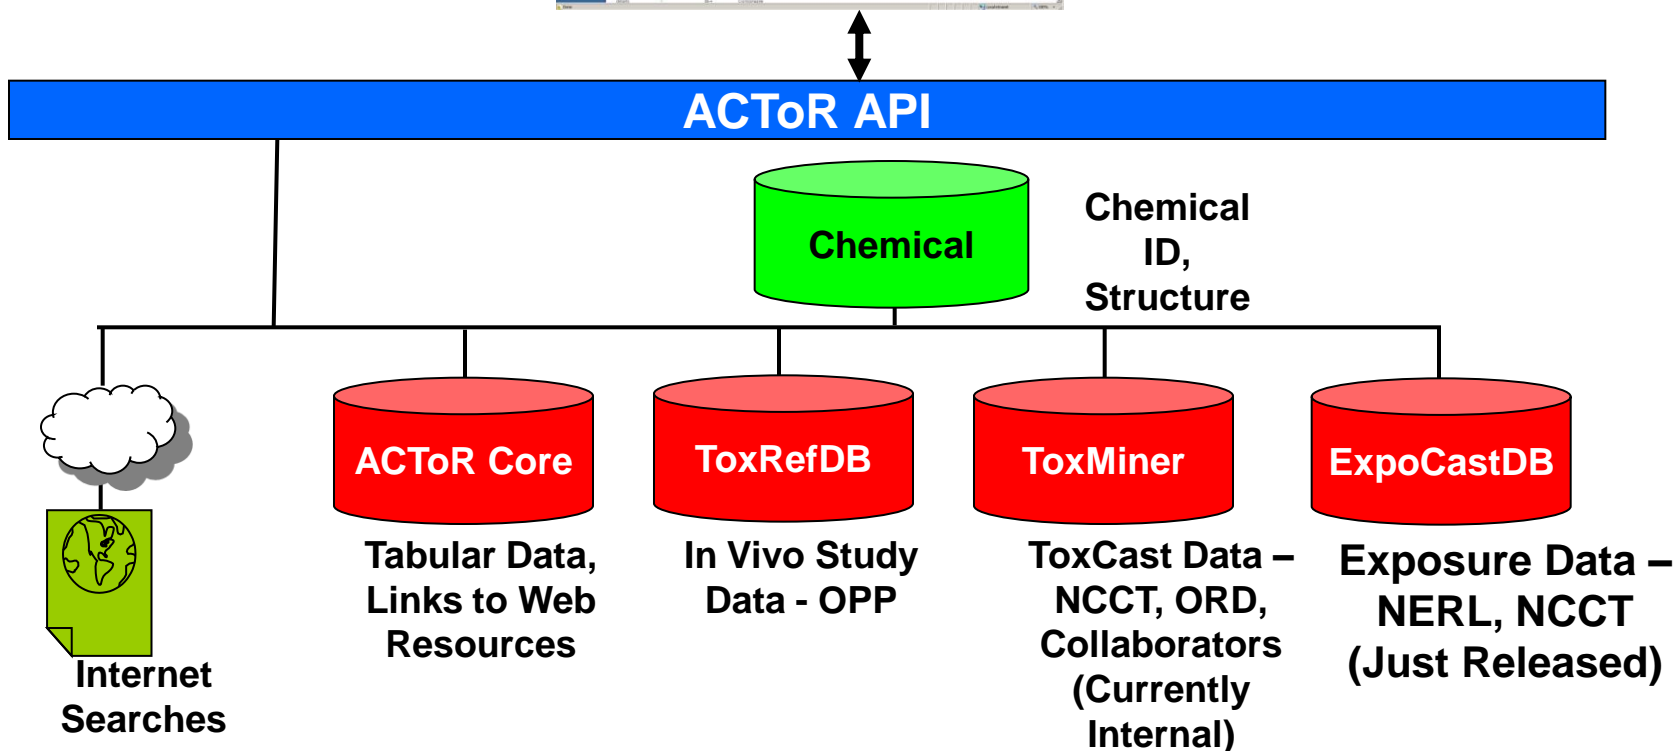 ACToR API
Chemical
Chemical
ID,
Structure
ACToR Core
ToxRefDB
ToxMiner
ExpoCastDB
Internet
Searches
Tabular Data,
Links to Web
Resources
In Vivo Study
Data - OPP
ToxCast Data –
NCCT, ORD,
Collaborators
(Currently
Internal)
Exposure Data –
NERL, NCCT
(Just Released)